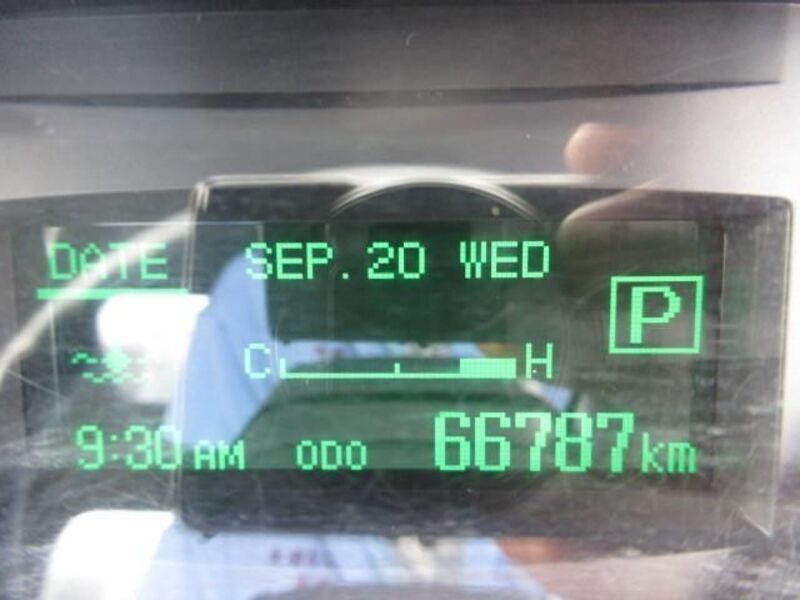 DATE SEP.20 WED
P
C H
9:30 AM ODO 66787 km